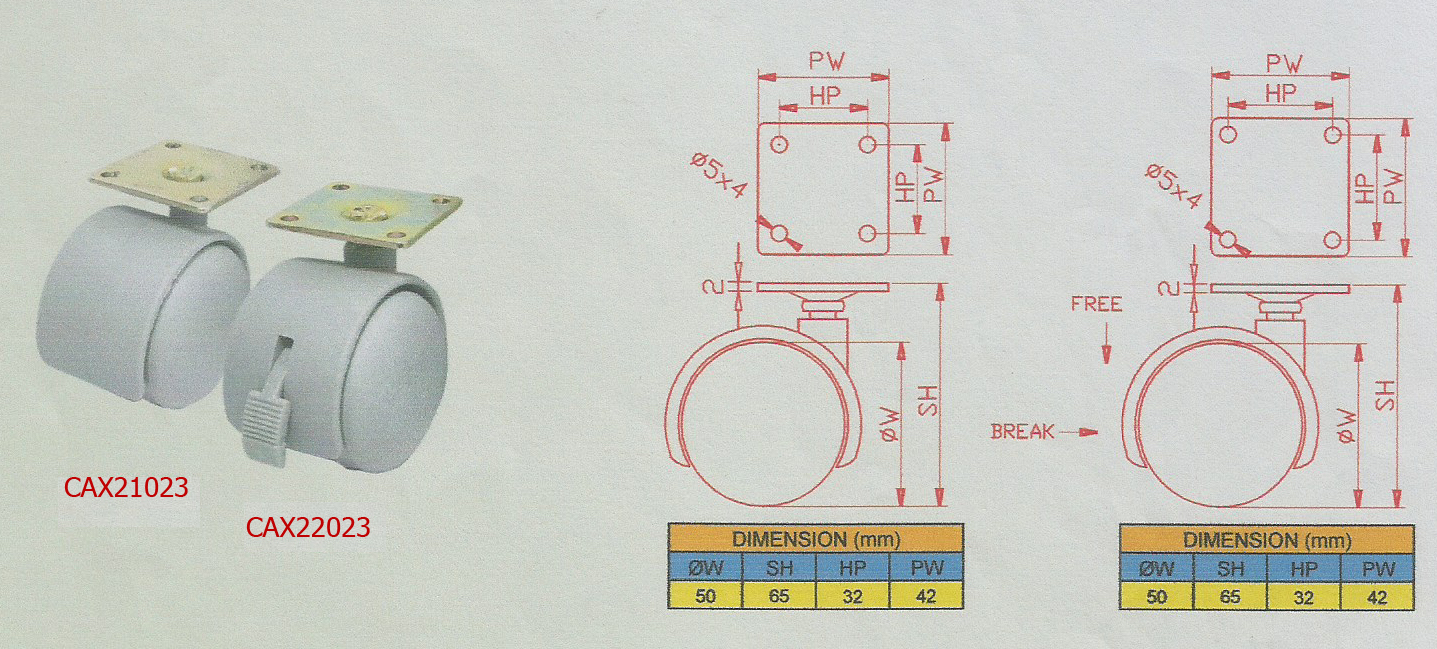 CAX21023
CAX22023
PW
HP
Ø5x4
HP
PW
2
SH
ØW
DIMENSION (mm)
ØW SH HP PW
50 65 32 42
PW
HP
Ø5x4
HP
PW
2
FREE
BREAK
SH
ØW
DIMENSION (mm)
ØW SH HP PW
50 65 32 42